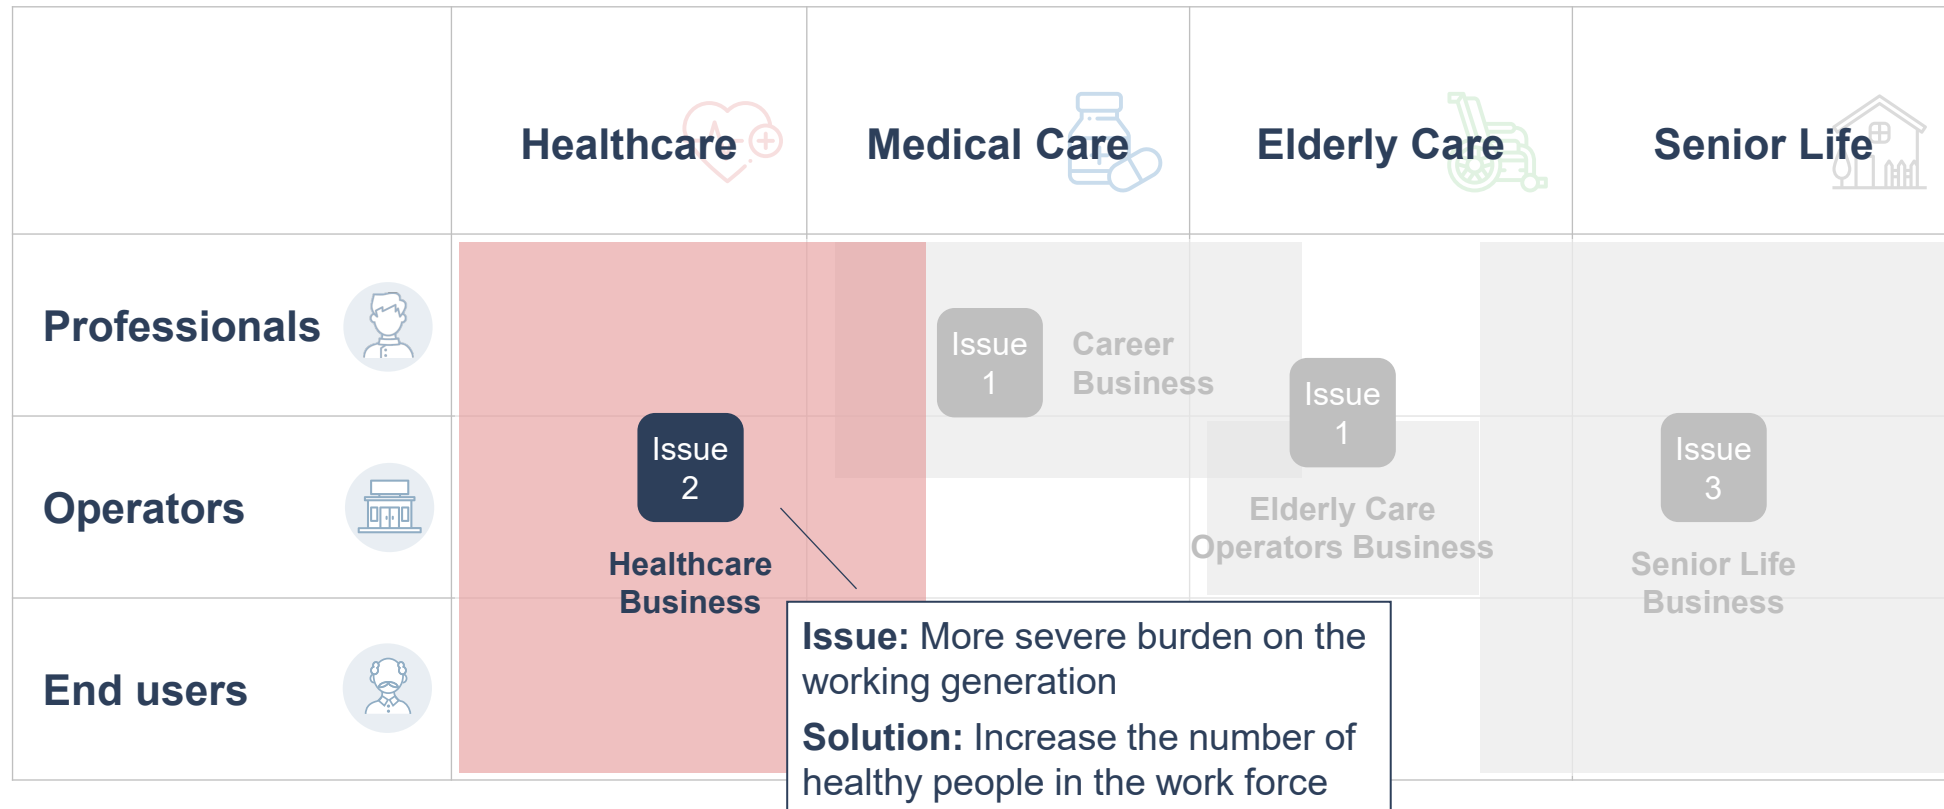 Healthcare
Medical Care
Elderly Care
Senior Life
Professionals
Issue
1
Career
Business
Issue
1
Operators
Issue
2
Healthcare
Business
Elderly Care
Operators Business
Issue
3
Senior Life
Business
End users
Issue: More severe burden on the
working generation
Solution: Increase the number of
healthy people in the work force